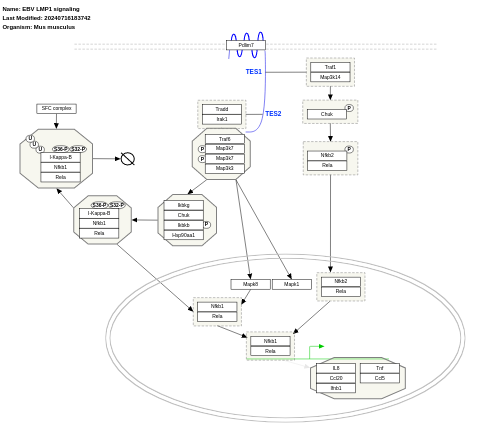 Name: EBV LMP1 signaling
Last Modified: 20240716183742
Organism: Mus musculus
Pdlim7
TES1
Traf1
Map3k14
SFC complex
Tradd
Irak1
TES2
P
Chuk
U
U
U
S36-P
S32-P
I-Kappa-B
Nfkb1
Rela
Traf6
P
Map3k7
P
Map3k7
Map3k3
P
Nfkb2
Rela
S36-P
S32-P
I-Kappa-B
Nfkb1
Rela
Ikbkg
Chuk
Ikbkb
P
Hsp90aa1
Mapk8
Mapk1
Nfkb2
Rela
Nfkb1
Rela
Nfkb1
Rela
IL8
Tnf
Ccl20
Ccl5
Ifnb1